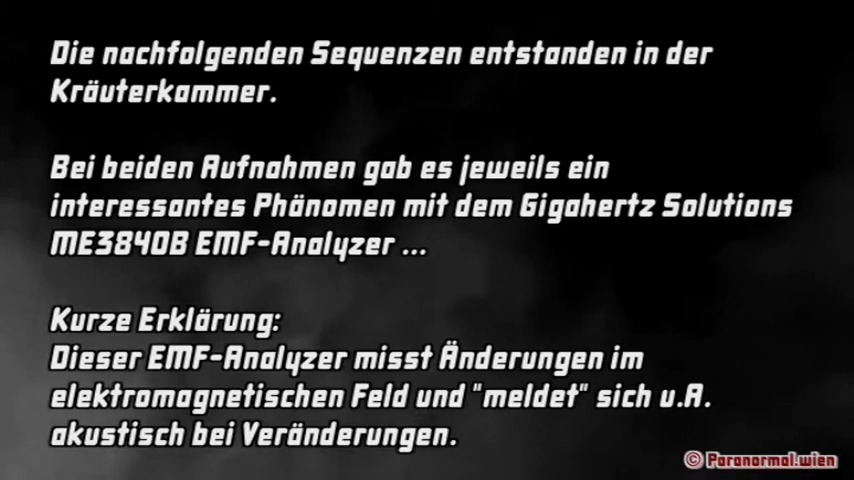 Die nachfolgenden Sequenzen entstanden in der
Kräuterkammer.
Bei beiden Aufnahmen gab es jeweils ein
interessantes Phänomen mit dem Gigahertz Solutions
ME3840B EMF-Analyzer ...
Kurze Erklärung:
Dieser EMF-Analyzer misst Änderungen im
elektromagnetischen Feld und "meldet" sich u.A.
akustisch bei Veränderungen.
© Paranormal.wien